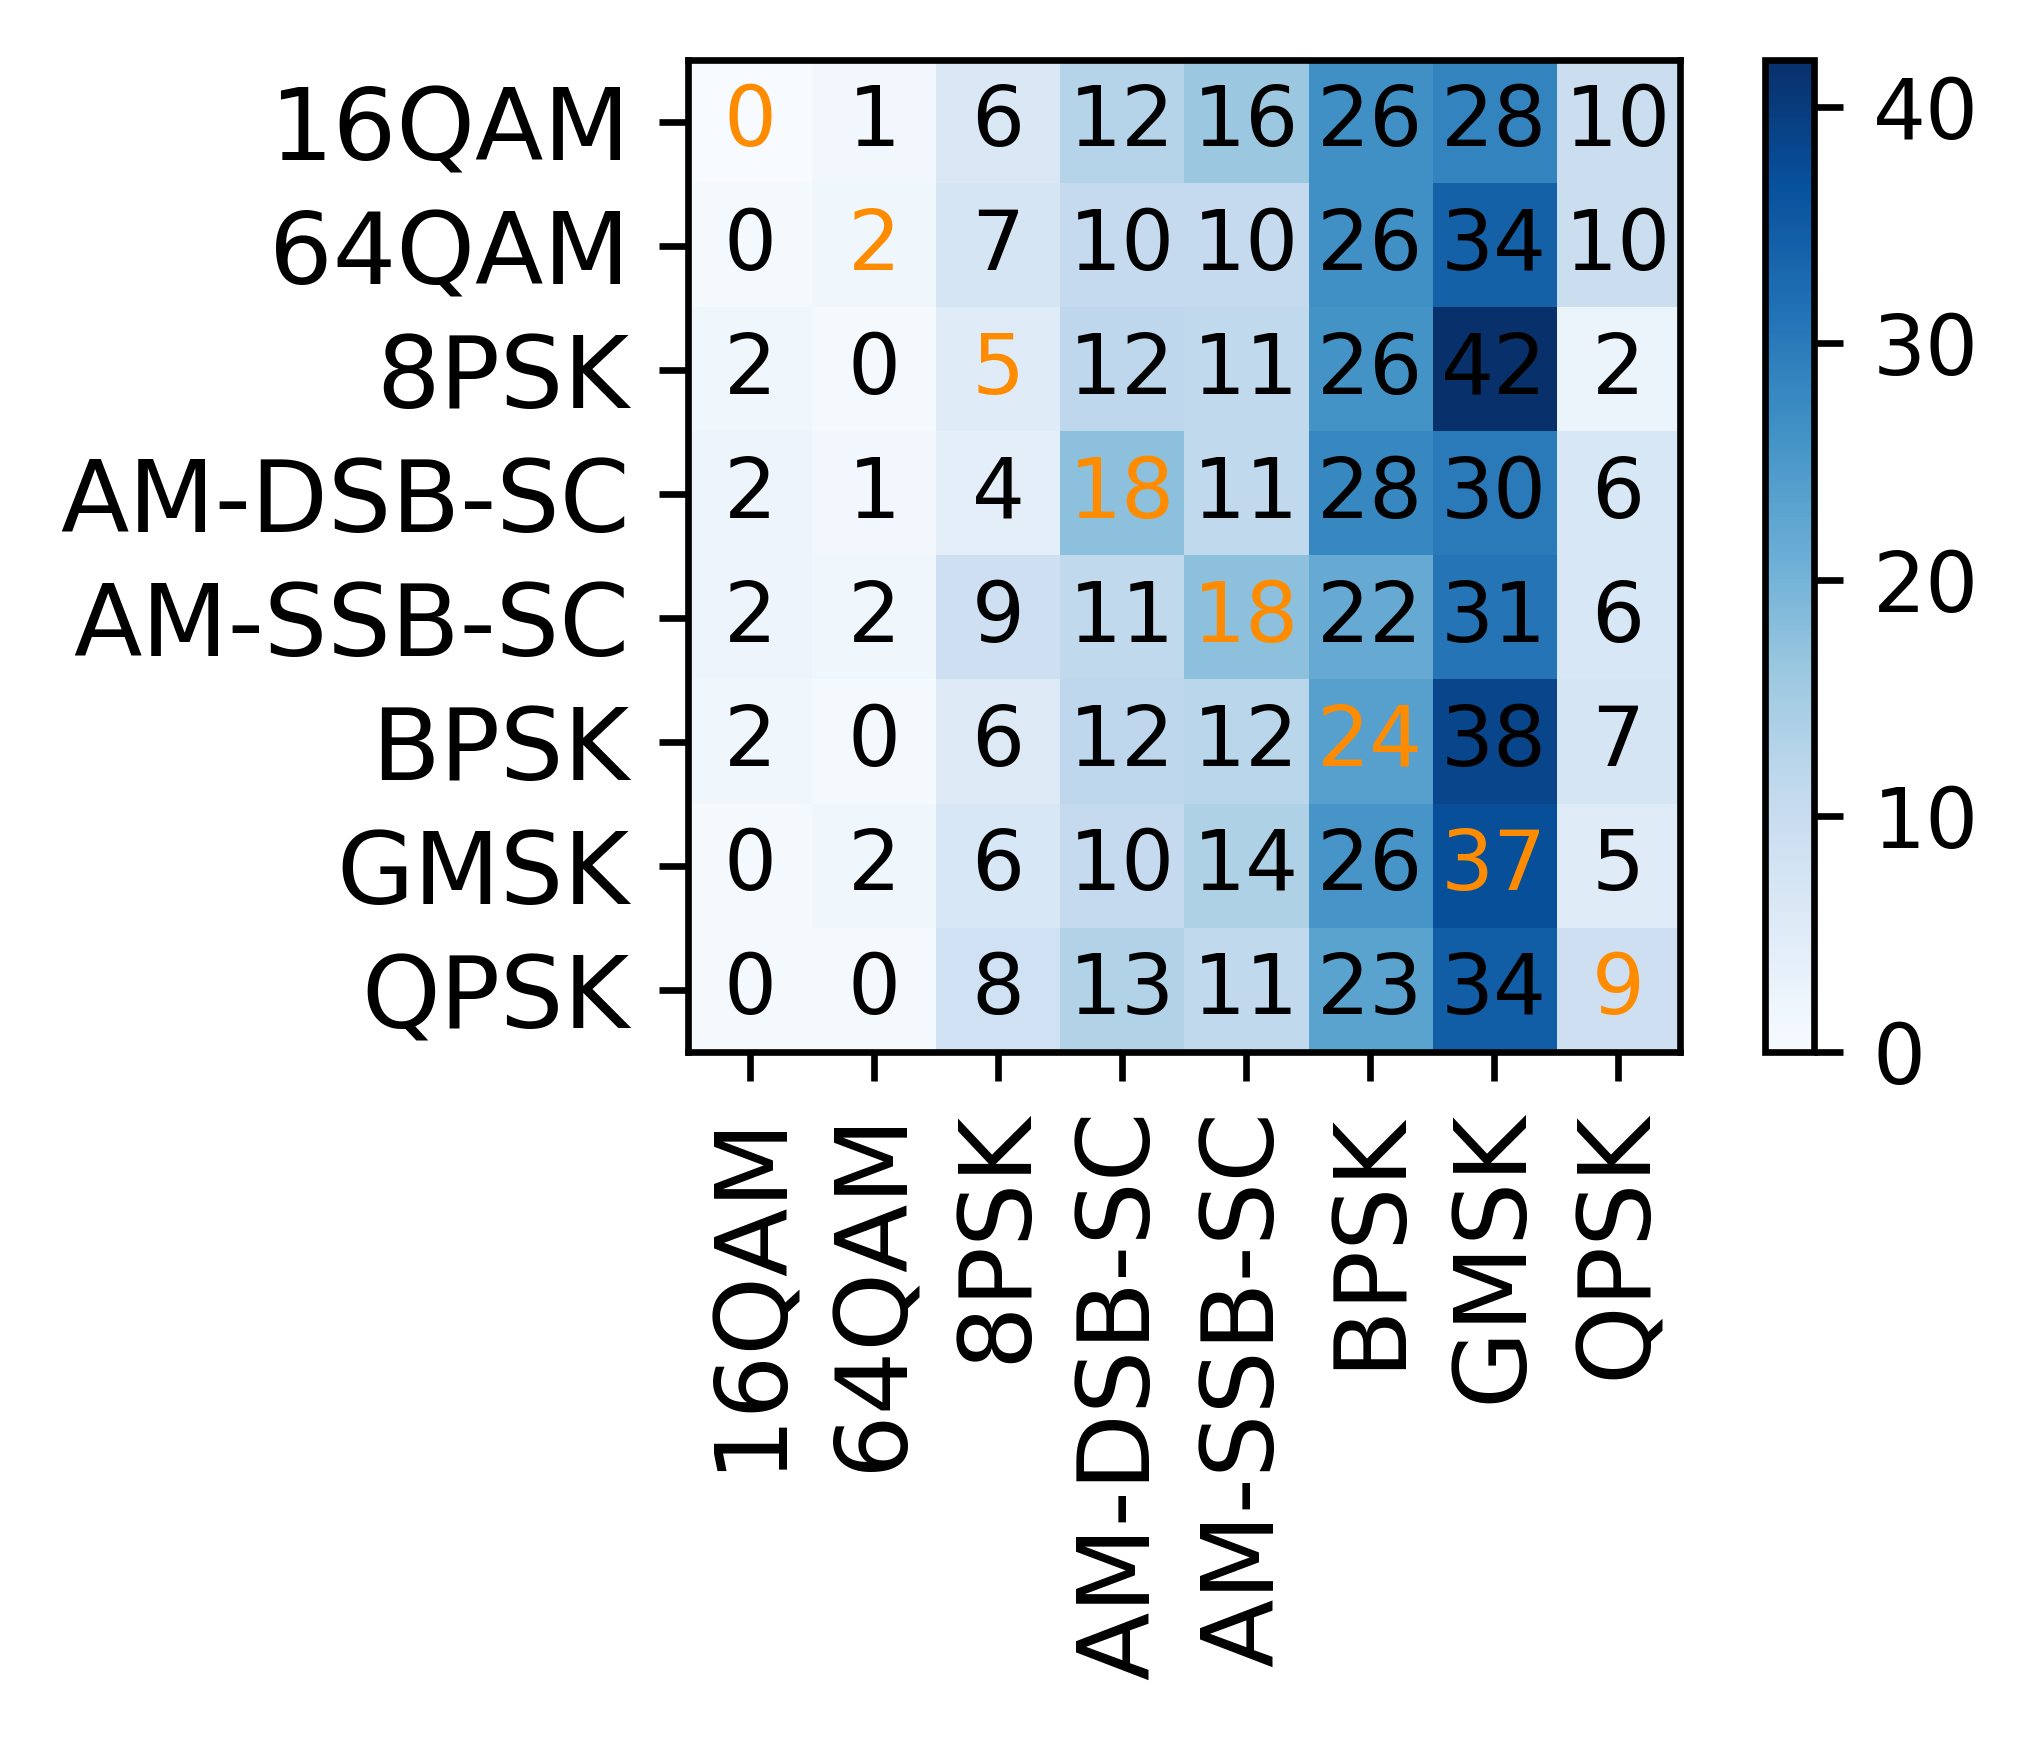 16QAM 0 1 6 12 16 26 28 10
64QAM 0 2 7 10 10 26 34 10
8PSK 2 0 5 12 11 26 42 2
AM-DSB-SC 2 1 4 18 11 28 30 6
AM-SSB-SC 2 2 9 11 18 22 31 6
BPSK 2 0 6 12 12 24 38 7
GMSK 0 2 6 10 14 26 37 5
QPSK 0 0 8 13 11 23 34 9
16QAM
64QAM
8PSK
AM-DSB-SC
AM-SSB-SC
BPSK
GMSK
QPSK
40
30
20
10
0